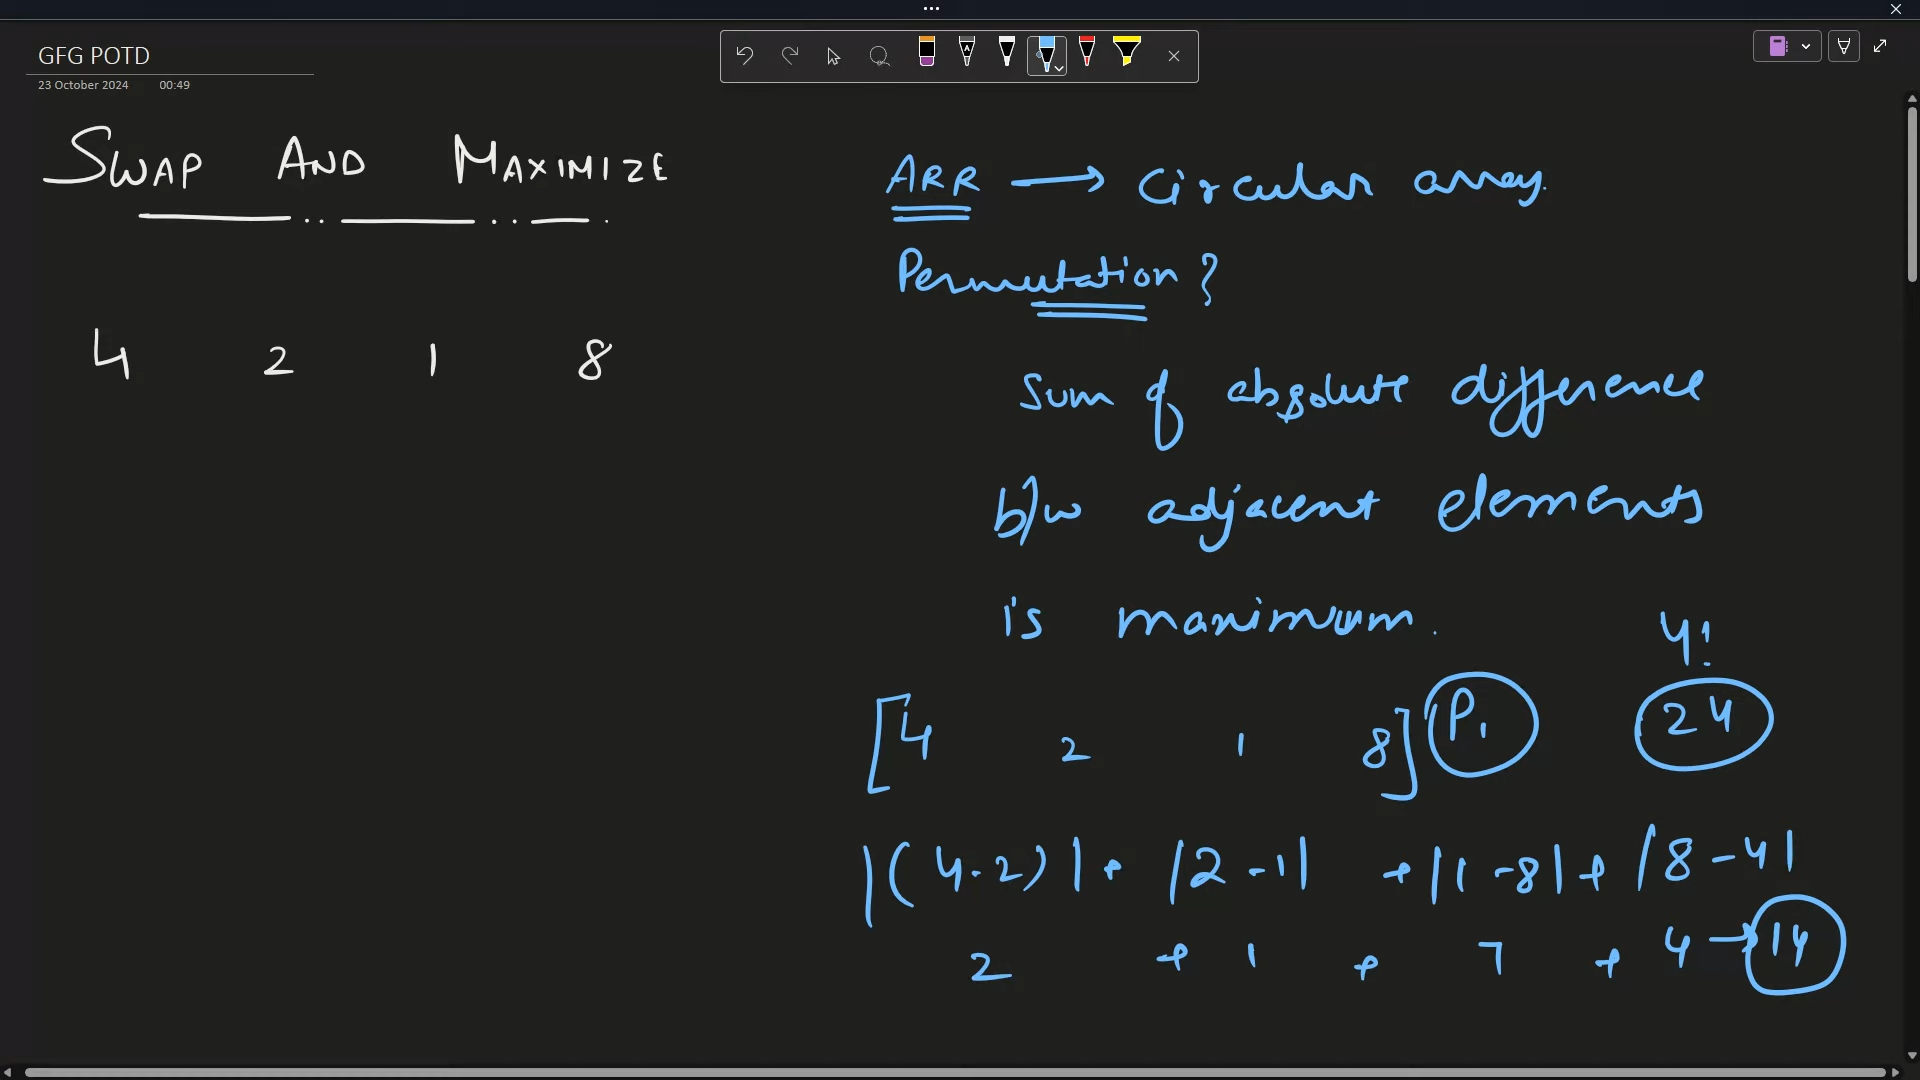 GFG POTD
23 October 2024 00:49
SWAP AND MAXIMIZE
4 2 1 8
ARR → Circular array.
Permutation ?
Sum of absolute difference
b/w adjacent elements
is maximum.
4!
[4 2 1 8] P1 24
|(4-2)| + |2-1| + |1-8| + |8-4|
2 + 1 + 7 + 4 → 14